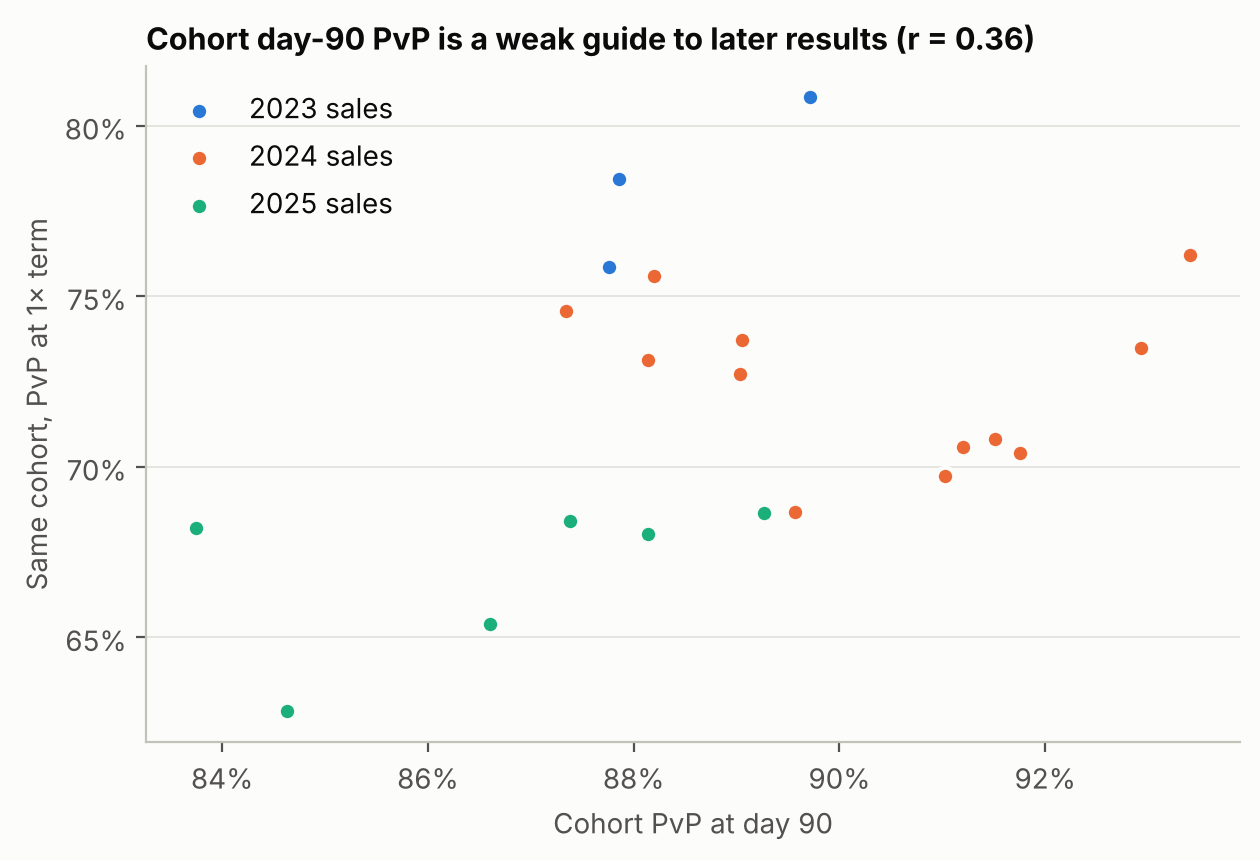 Cohort day-90 PvP is a weak guide to later results (r = 0.36)
2023 sales
2024 sales
2025 sales
Same cohort, PvP at 1× term
80%
75%
70%
65%
84%
86%
88%
90%
92%
Cohort PvP at day 90